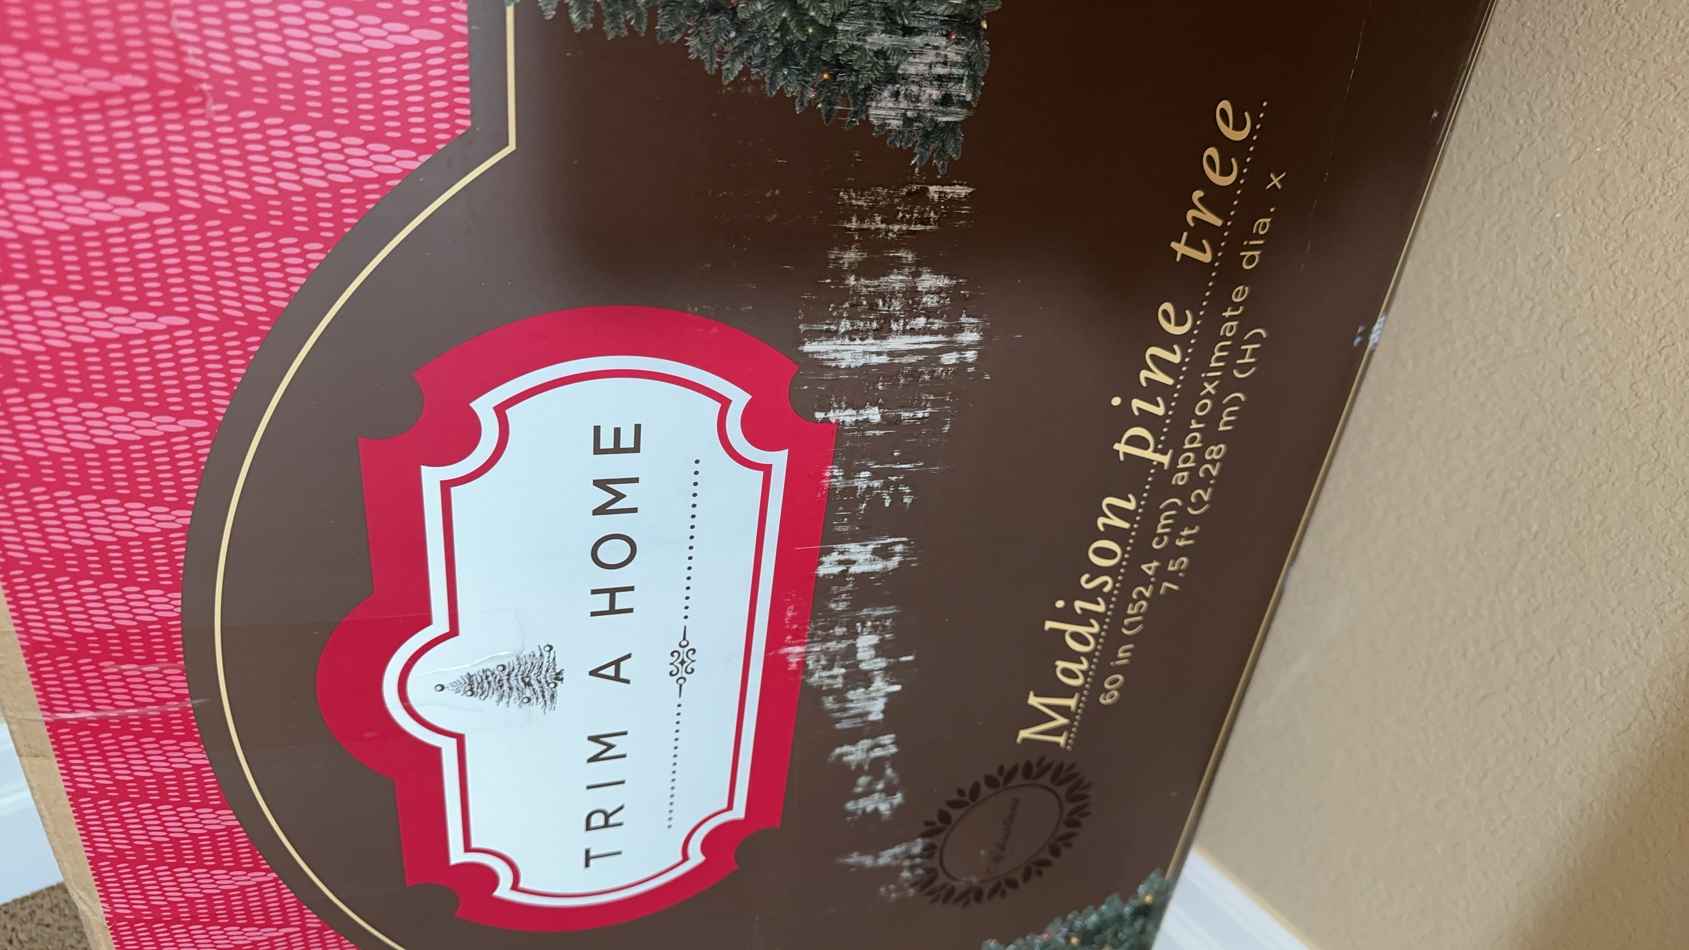 TRIM A HOME
Madison pine tree
60 in (152.4 cm) approximate dia. x
7.5 ft (2.28 m) (H)